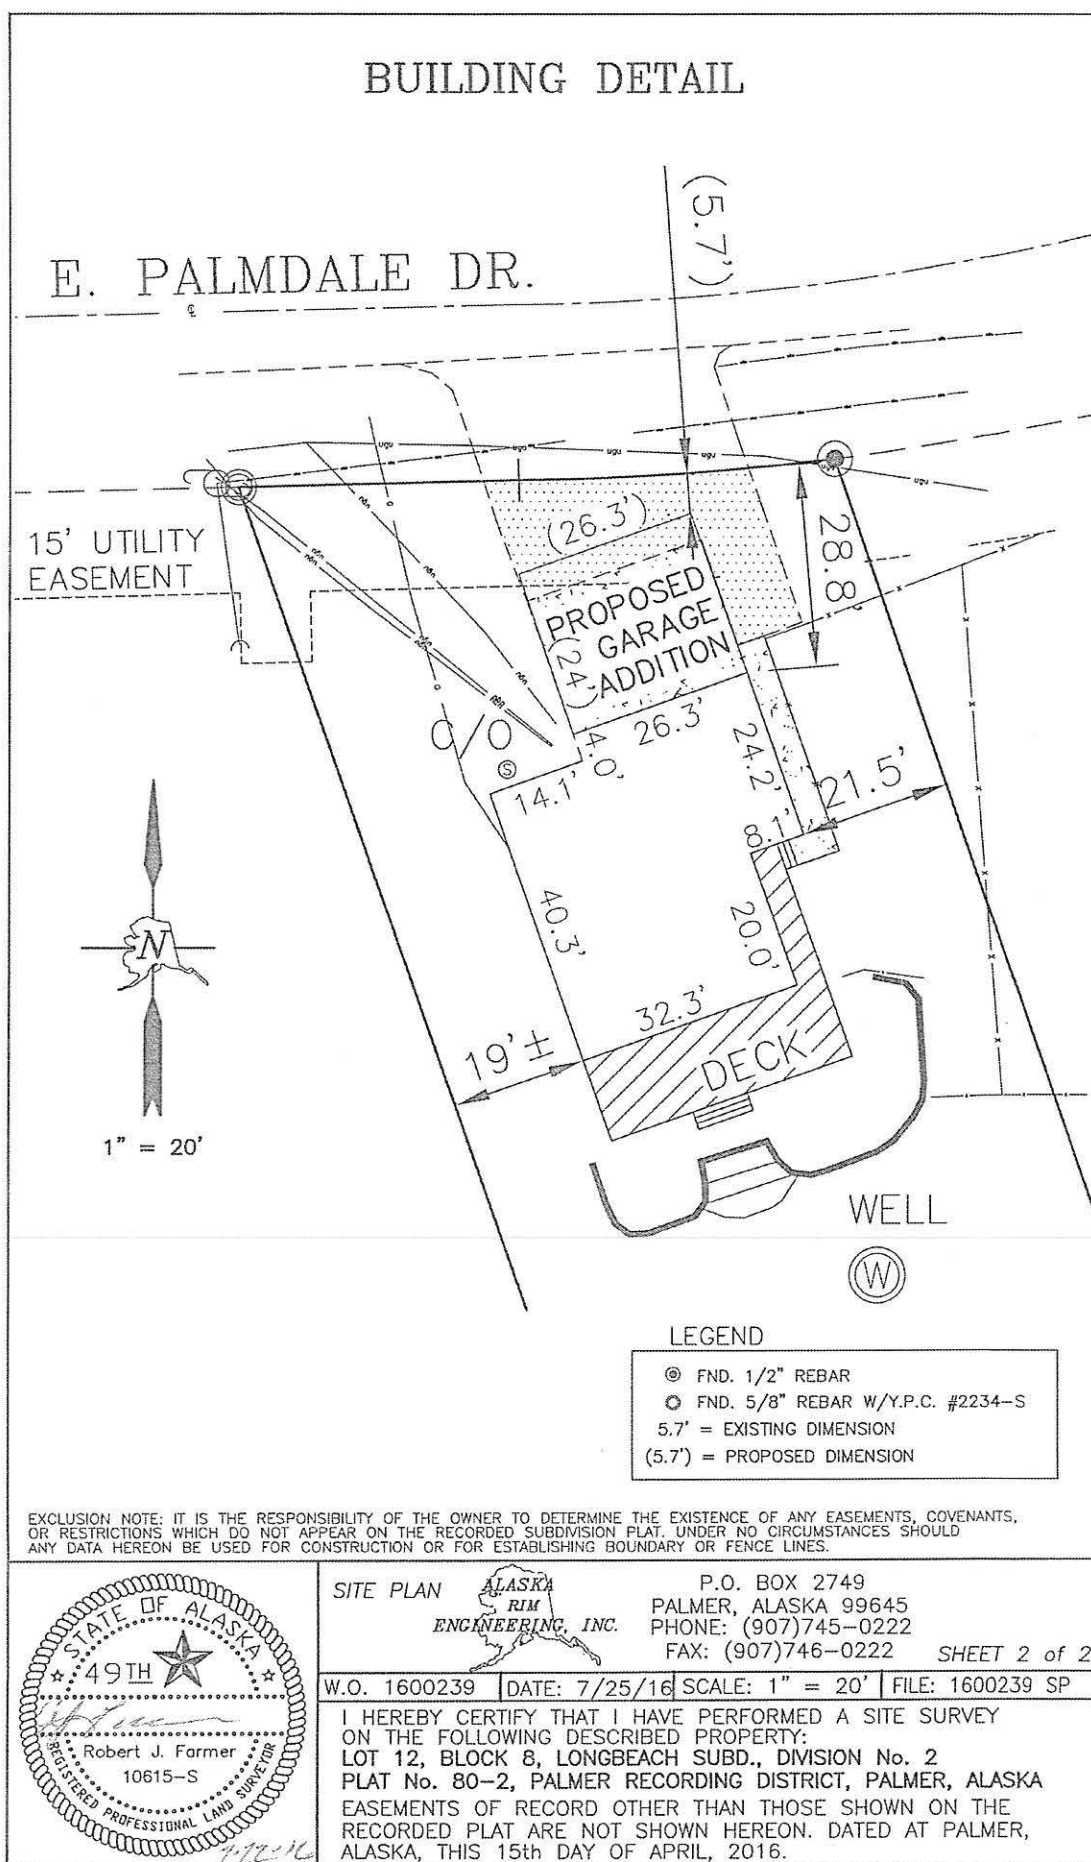 BUILDING DETAIL
(5.7')
E. PALMDALE DR.
15' UTILITY
EASEMENT
(26.3')
28.8'
PROPOSED
GARAGE
ADDITION
(24')
26.3'
C/O
S
4.0'
14.1'
24.2'
21.5'
8.1'
40.3'
20.0'
N
32.3'
19'±
DECK
1" = 20'
WELL
W
LEGEND
FND. 1/2" REBAR
FND. 5/8" REBAR W/Y.P.C. #2234-S
5.7' = EXISTING DIMENSION
(5.7') = PROPOSED DIMENSION
EXCLUSION NOTE: IT IS THE RESPONSIBILITY OF THE OWNER TO DETERMINE THE EXISTENCE OF ANY EASEMENTS, COVENANTS,
OR RESTRICTIONS WHICH DO NOT APPEAR ON THE RECORDED SUBDIVISION PLAT. UNDER NO CIRCUMSTANCES SHOULD
ANY DATA HEREON BE USED FOR CONSTRUCTION OR FOR ESTABLISHING BOUNDARY OR FENCE LINES.
STATE OF ALASKA
49TH
Robert J. Farmer
10615-S
REGISTERED PROFESSIONAL LAND SURVEYOR
SITE PLAN
ALASKA
RIM
ENGINEERING, INC.
P.O. BOX 2749
PALMER, ALASKA 99645
PHONE: (907)745-0222
FAX: (907)746-0222
SHEET 2 of 2
W.O. 1600239 DATE: 7/25/16 SCALE: 1" = 20' FILE: 1600239 SP
I HEREBY CERTIFY THAT I HAVE PERFORMED A SITE SURVEY
ON THE FOLLOWING DESCRIBED PROPERTY:
LOT 12, BLOCK 8, LONGBEACH SUBD., DIVISION No. 2
PLAT No. 80-2, PALMER RECORDING DISTRICT, PALMER, ALASKA
EASEMENTS OF RECORD OTHER THAN THOSE SHOWN ON THE
RECORDED PLAT ARE NOT SHOWN HEREON. DATED AT PALMER,
ALASKA, THIS 15th DAY OF APRIL, 2016.